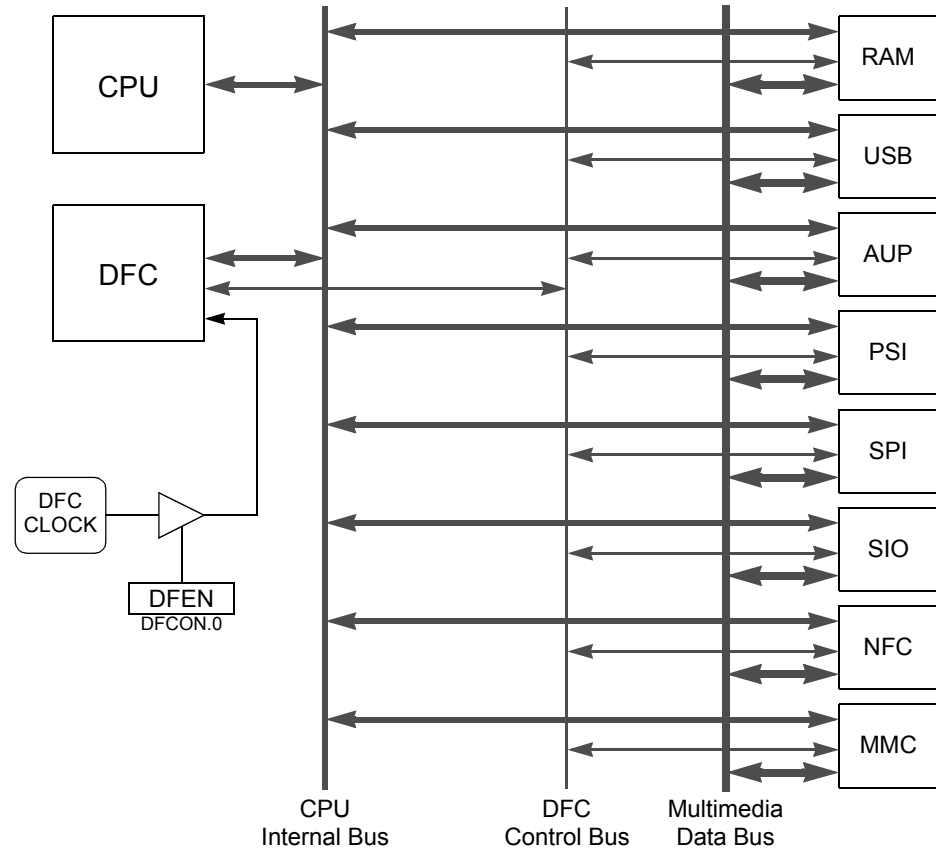 CPU
DFC
DFC
CLOCK
DFEN
DFCON.0
RAM
USB
AUP
PSI
SPI
SIO
NFC
MMC
CPU
Internal Bus
DFC
Control Bus
Multimedia
Data Bus